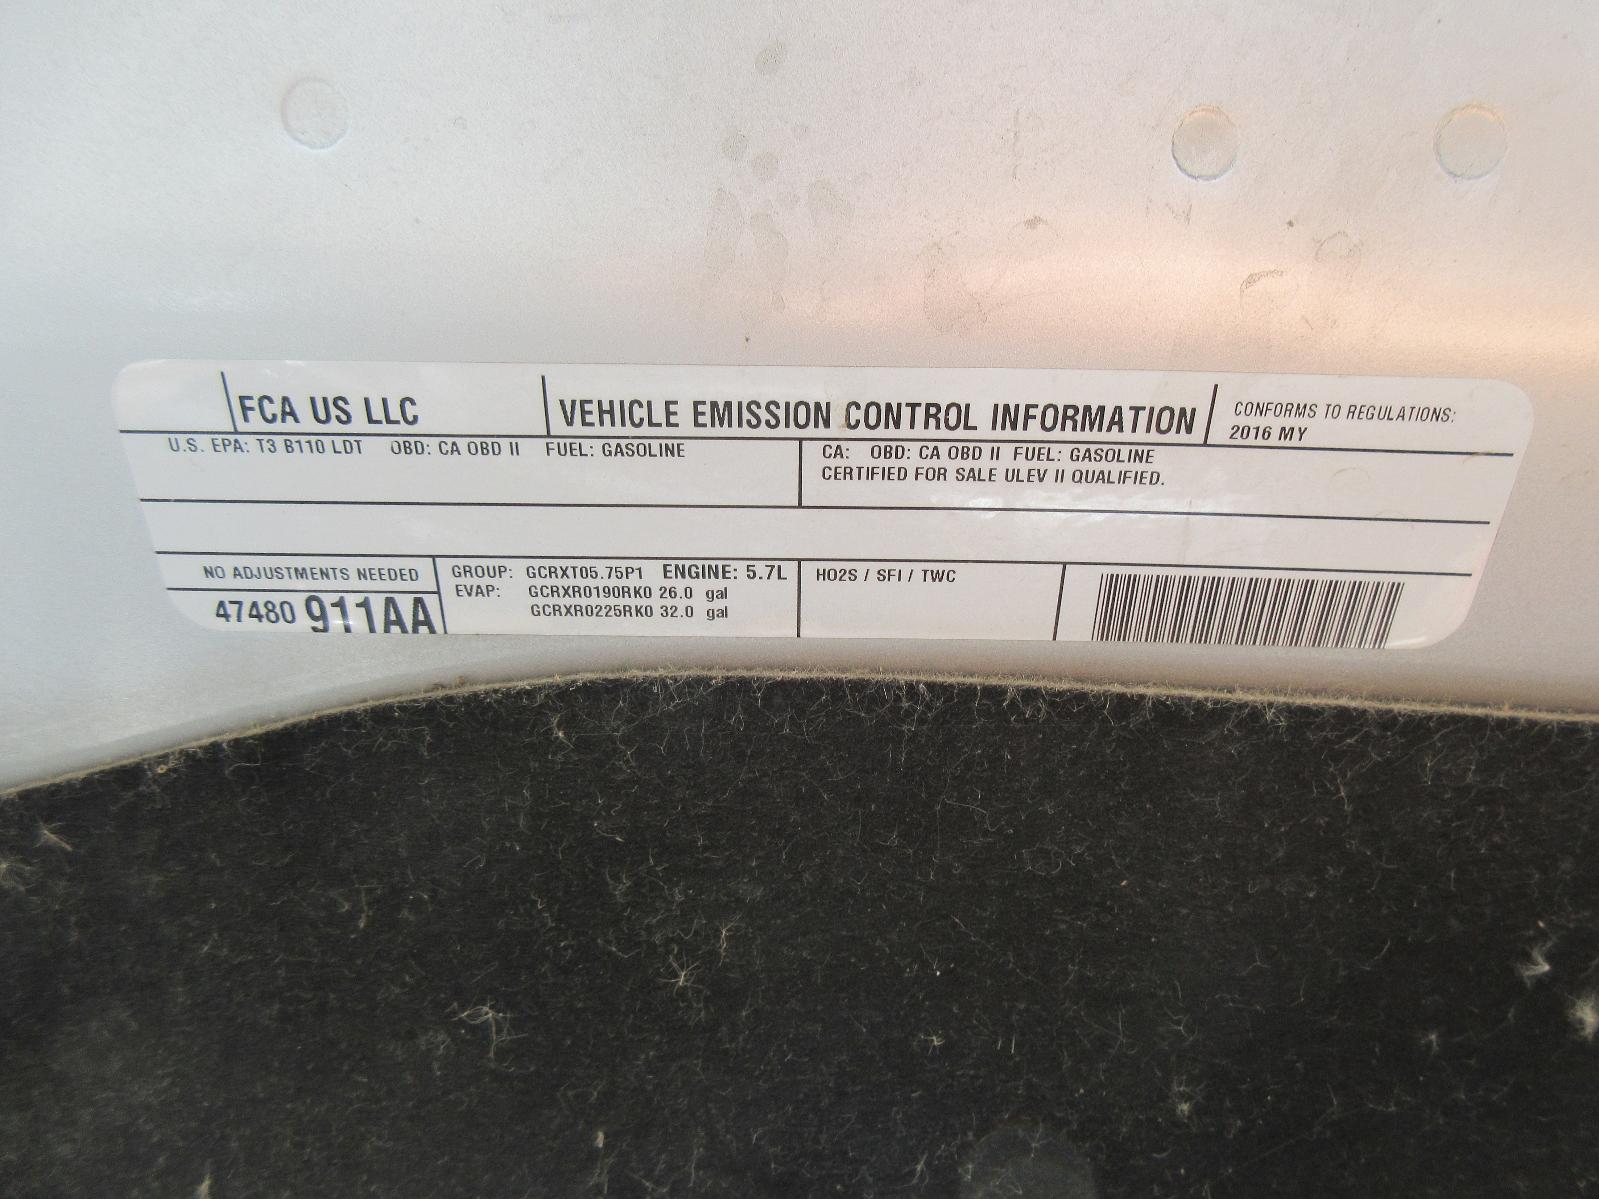 FCA US LLC
VEHICLE EMISSION CONTROL INFORMATION
CONFORMS TO REGULATIONS:
2016 MY
U.S. EPA: T3 B110 LDT OBD: CA OBD II FUEL: GASOLINE
CA: OBD: CA OBD II FUEL: GASOLINE
CERTIFIED FOR SALE ULEV II QUALIFIED.
NO ADJUSTMENTS NEEDED
47480 911AA
GROUP: GCRXT05.75P1 ENGINE: 5.7L
EVAP: GCRXR0190RK0 26.0 gal
GCRXR0225RK0 32.0 gal
HO2S / SFI / TWC